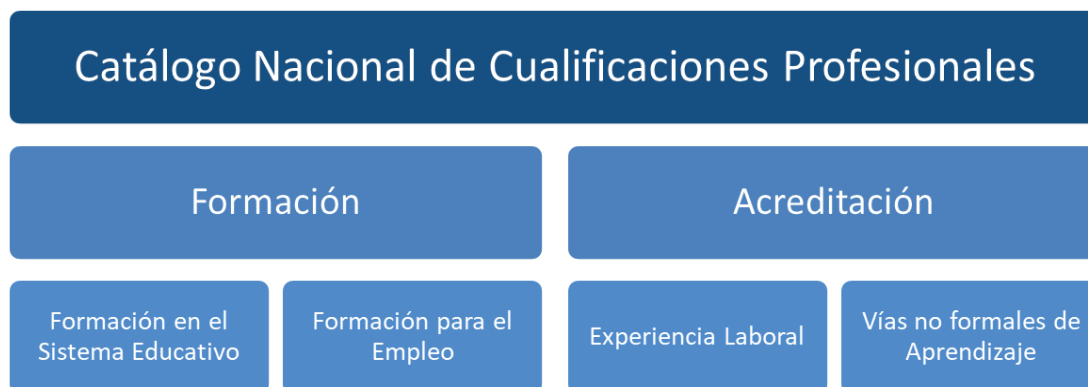 Catálogo Nacional de Cualificaciones Profesionales
Formación
Acreditación
Formación en el
Sistema Educativo
Formación para el
Empleo
Experiencia Laboral
Vías no formales de
Aprendizaje